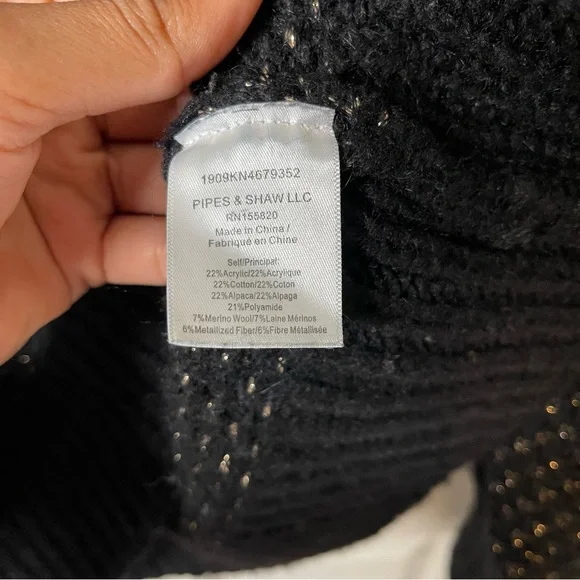 1909KN4679352
PIPES & SHAW LLC
RN155820
Made in China /
Fabriqué en Chine
Self/Principal:
22%Acrylic/22%Acrylique
22%Cotton/22%Coton
22%Alpaca/22%Alpaga
21%Polyamide
7%Merino Wool/7%Laine Mérinos
6%Metallized Fiber/6%Fibre Métallisée